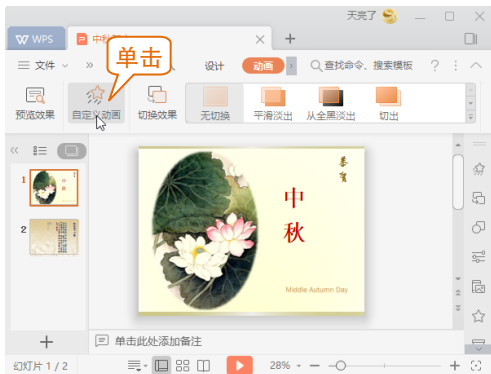 天亮了
WPS
中秋
单击
文件
设计
动画
查找命令、搜索模板
预览效果
自定义动画
切换效果
无切换
平滑淡出
从全黑淡出
切出
1
2
恭
贺
中
秋
Middle Autumn Day
单击此处添加备注
幻灯片 1 / 2
28%